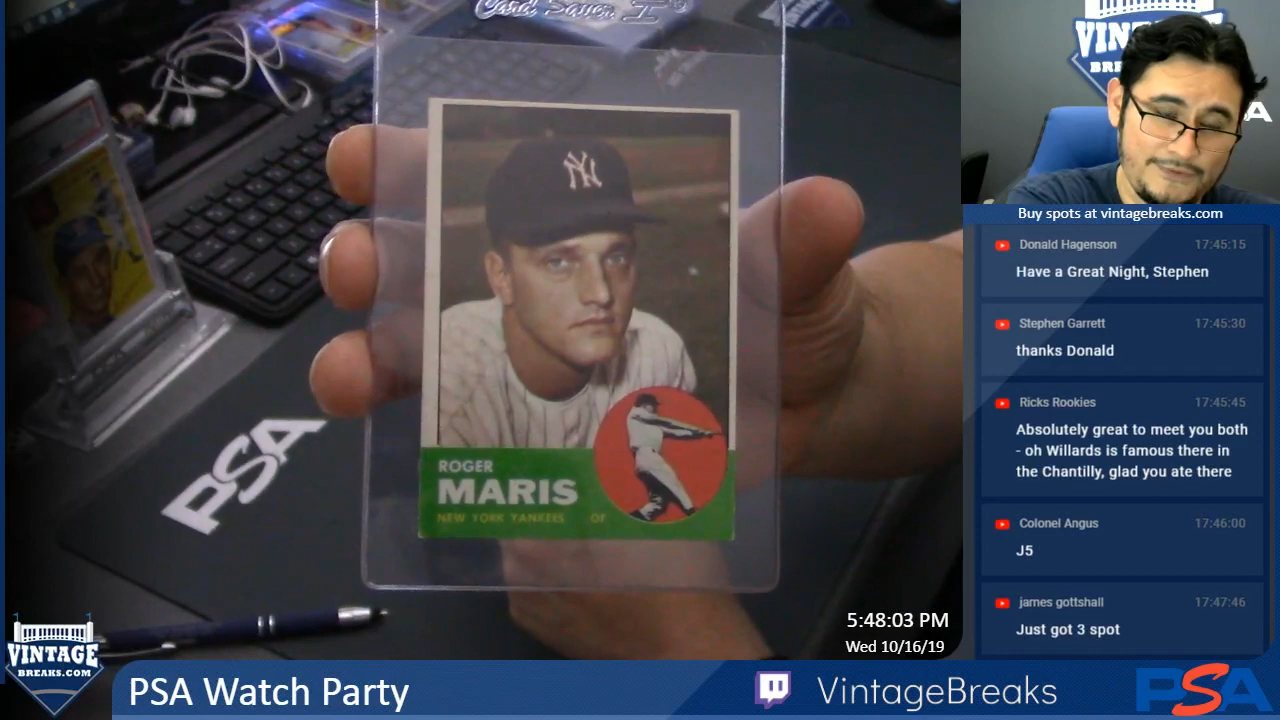 Card Saver I®
NY
ROGER
MARIS
NEW YORK YANKEES OF
PSA
5:48:03 PM
Wed 10/16/19
VINTAGE
BREAKS.COM
PSA Watch Party
VintageBreaks
PSA
VIN
BRE
A
Buy spots at vintagebreaks.com
Donald Hagenson 17:45:15
Have a Great Night, Stephen
Stephen Garrett 17:45:30
thanks Donald
Ricks Rookies 17:45:45
Absolutely great to meet you both
- oh Willards is famous there in
the Chantilly, glad you ate there
Colonel Angus 17:46:00
J5
james gottshall 17:47:46
Just got 3 spot